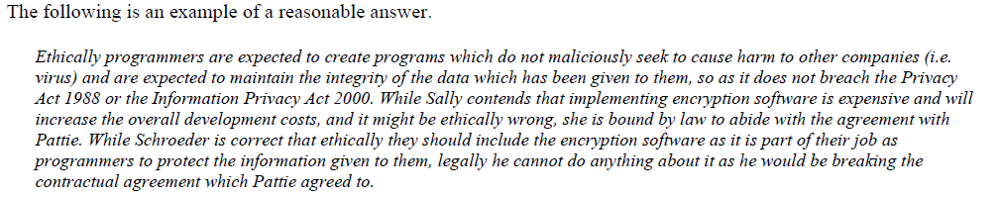 The following is an example of a reasonable answer.
Ethically programmers are expected to create programs which do not maliciously seek to cause harm to other companies (i.e.
virus) and are expected to maintain the integrity of the data which has been given to them, so as it does not breach the Privacy
Act 1988 or the Information Privacy Act 2000. While Sally contends that implementing encryption software is expensive and will
increase the overall development costs, and it might be ethically wrong, she is bound by law to abide with the agreement with
Pattie. While Schroeder is correct that ethically they should include the encryption software as it is part of their job as
programmers to protect the information given to them, legally he cannot do anything about it as he would be breaking the
contractual agreement which Pattie agreed to.